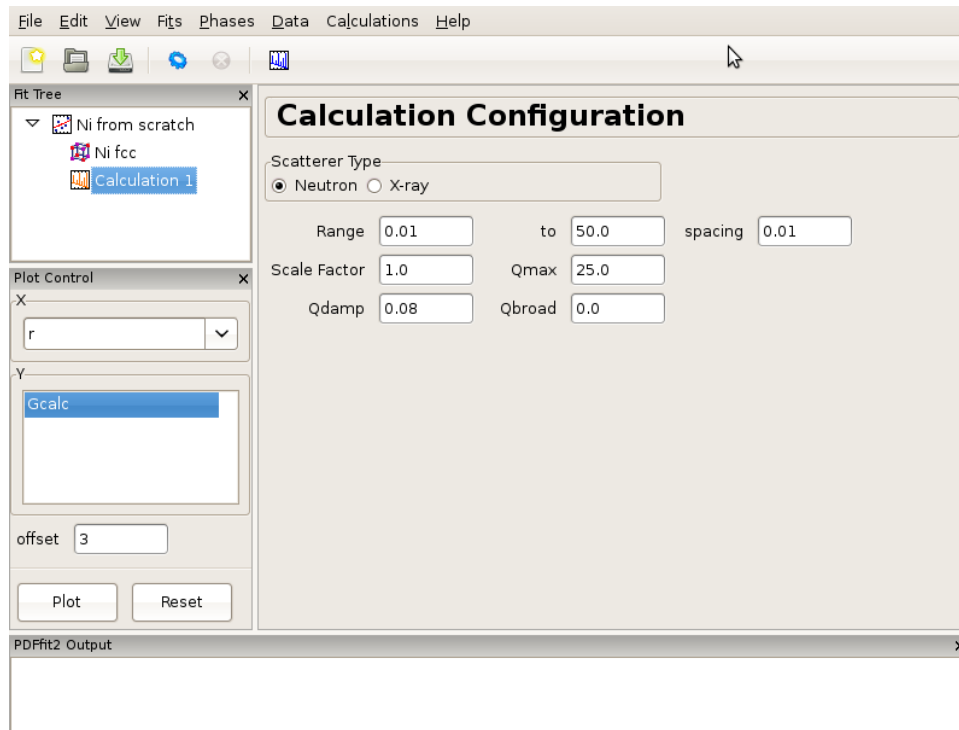 File Edit View Fits Phases Data Calculations Help
Fit Tree
Ni from scratch
Ni fcc
Calculation 1
Calculation Configuration
Scatterer Type
Neutron X-ray
Range 0.01 to 50.0 spacing 0.01
Scale Factor 1.0 Qmax 25.0
Qdamp 0.08 Qbroad 0.0
Plot Control
X
r
Y
Gcalc
offset 3
Plot Reset
PDFfit2 Output